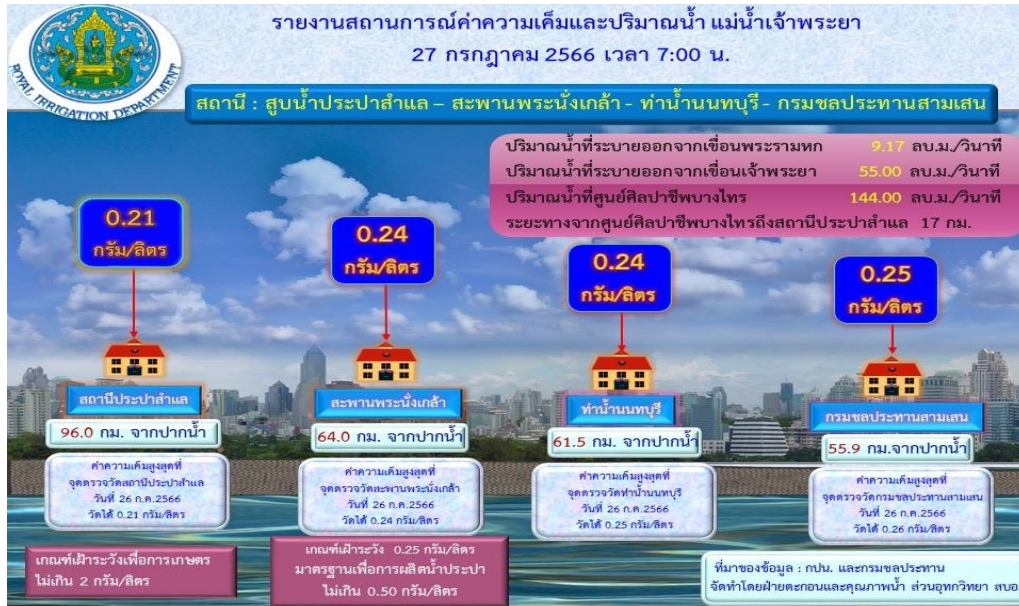 รายงานสถานการณ์ค่าความเค็มและปริมาณน้ำ แม่น้ำเจ้าพระยา
27 กรกฎาคม 2566 เวลา 7:00 น.
ROYAL IRRIGATION DEPARTMENT
สถานี : สูบน้ำประปาสำแล – สะพานพระนั่งเกล้า - ท่าน้ำนนทบุรี - กรมชลประทานสามเสน
ปริมาณน้ำที่ระบายออกจากเขื่อนพระรามหก 9.17 ลบ.ม./วินาที
ปริมาณน้ำที่ระบายออกจากเขื่อนเจ้าพระยา 55.00 ลบ.ม./วินาที
ปริมาณน้ำที่ศูนย์ศิลปาชีพบางไทร 144.00 ลบ.ม./วินาที
ระยะทางจากศูนย์ศิลปาชีพบางไทรถึงสถานีประปาสำแล 17 กม.
0.21
กรัม/ลิตร
สถานีประปาสำแล
96.0 กม. จากปากน้ำ
ค่าความเค็มสูงสุดที่
จุดตรวจวัดสถานีประปาสำแล
วันที่ 26 ก.ค.2566
วัดได้ 0.21 กรัม/ลิตร
0.24
กรัม/ลิตร
สะพานพระนั่งเกล้า
64.0 กม. จากปากน้ำ
ค่าความเค็มสูงสุดที่
จุดตรวจวัดสะพานพระนั่งเกล้า
วันที่ 26 ก.ค.2566
วัดได้ 0.24 กรัม/ลิตร
0.24
กรัม/ลิตร
ท่าน้ำนนทบุรี
61.5 กม. จากปากน้ำ
ค่าความเค็มสูงสุดที่
จุดตรวจวัดท่าน้ำนนทบุรี
วันที่ 26 ก.ค.2566
วัดได้ 0.25 กรัม/ลิตร
0.25
กรัม/ลิตร
กรมชลประทานสามเสน
55.9 กม.จากปากน้ำ
ค่าความเค็มสูงสุดที่
จุดตรวจวัดกรมชลประทานสามเสน
วันที่ 26 ก.ค.2566
วัดได้ 0.26 กรัม/ลิตร
เกณฑ์เฝ้าระวังเพื่อการเกษตร
ไม่เกิน 2 กรัม/ลิตร
เกณฑ์เฝ้าระวัง 0.25 กรัม/ลิตร
มาตรฐานเพื่อการผลิตน้ำประปา
ไม่เกิน 0.50 กรัม/ลิตร
ที่มาของข้อมูล : กปน. และกรมชลประทาน
จัดทำโดยฝ่ายตะกอนและคุณภาพน้ำ ส่วนอุทกวิทยา สบอ